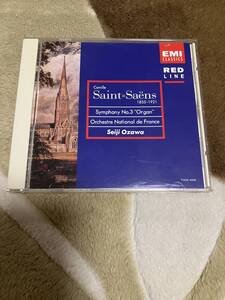 EMI
CLASSICS
RED
LINE
Camille
Saint-Saëns
1835-1921
Symphony No.3 "Organ"
Orchestre National de France
Seiji Ozawa